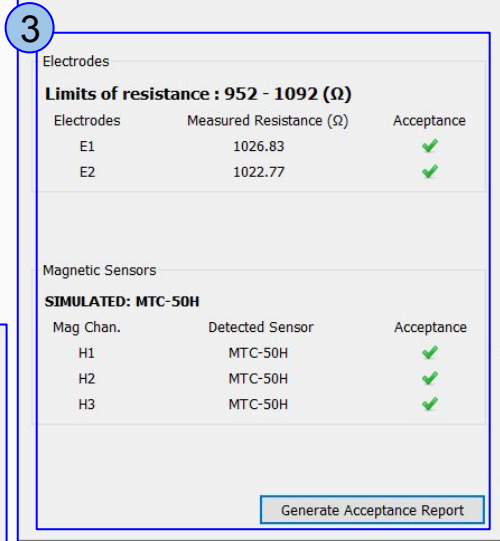 3
Electrodes
Limits of resistance : 952 - 1092 (Ω)
Electrodes Measured Resistance (Ω) Acceptance
E1 1026.83
E2 1022.77
Magnetic Sensors
SIMULATED: MTC-50H
Mag Chan. Detected Sensor Acceptance
H1 MTC-50H
H2 MTC-50H
H3 MTC-50H
Generate Acceptance Report